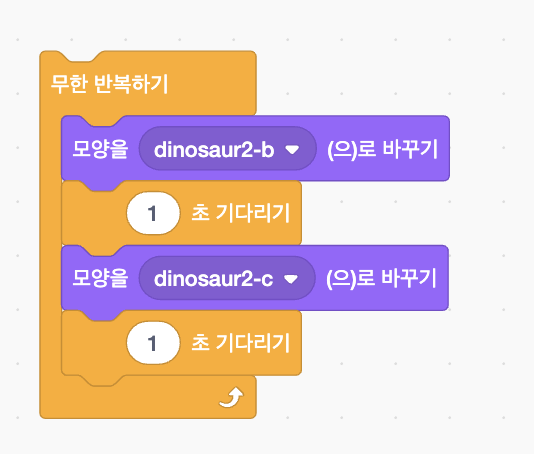 무한 반복하기
모양을 dinosaur2-b (으)로 바꾸기
1 초 기다리기
모양을 dinosaur2-c (으)로 바꾸기
1 초 기다리기